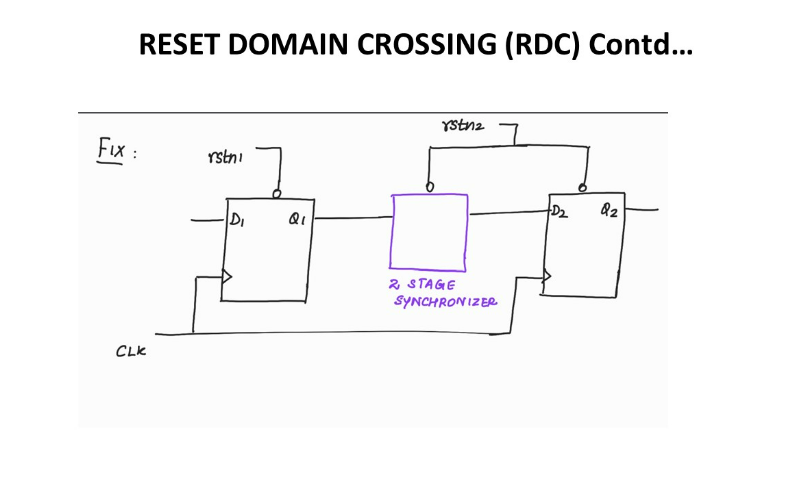 RESET DOMAIN CROSSING (RDC) Contd...
rstn2
FIX :
rstn1
D1
Q1
D2
Q2
2 STAGE
SYNCHRONIZER
CLK